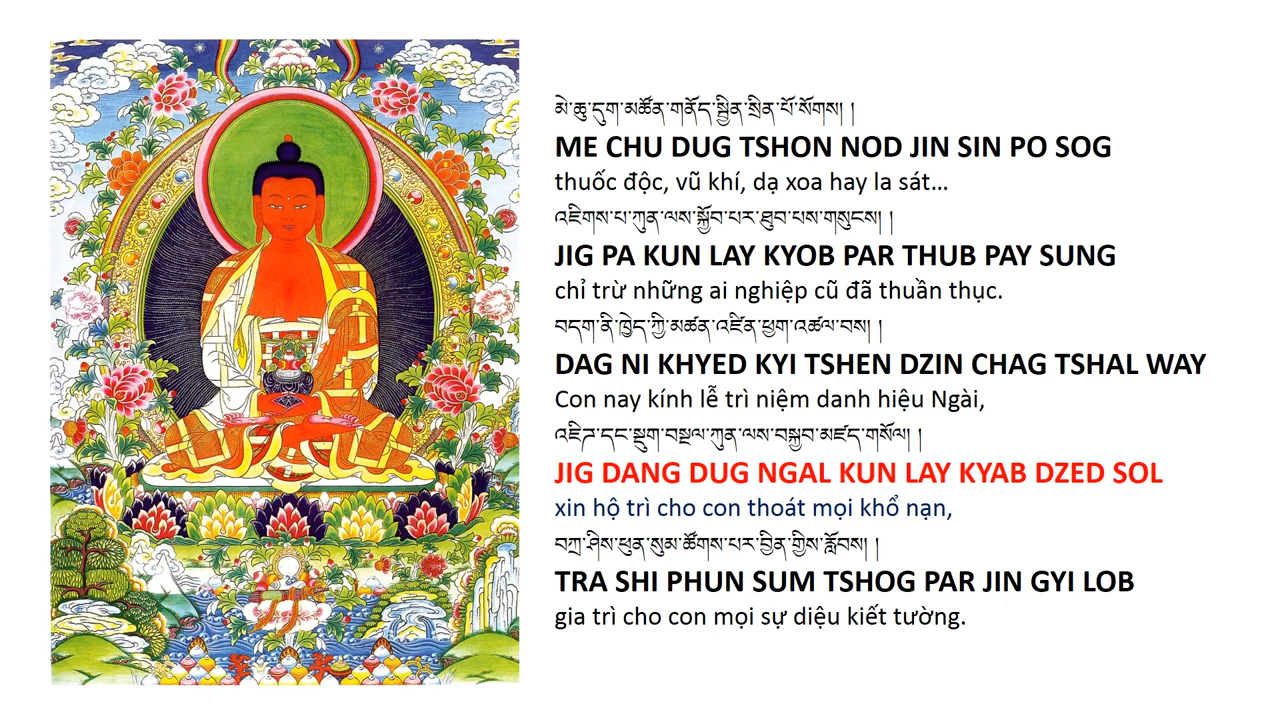 མེ་ཆུ་དུག་མཚོན་གནོད་སྦྱིན་སྲིན་པོ་སོགས། །
ME CHU DUG TSHON NOD JIN SIN PO SOG
thuốc độc, vũ khí, dạ xoa hay la sát...
འཇིགས་པ་ཀུན་ལས་སྐྱོབ་པར་ཐུབ་པས་གསུངས། །
JIG PA KUN LAY KYOB PAR THUB PAY SUNG
chỉ trừ những ai nghiệp cũ đã thuần thục.
བདག་ནི་ཁྱེད་ཀྱི་མཚན་འཛིན་ཕྱག་འཚལ་བས། །
DAG NI KHYED KYI TSHEN DZIN CHAG TSHAL WAY
Con nay kính lễ trì niệm danh hiệu Ngài,
འཇིཊ་དང་སྡུག་བསྔལ་ཀུན་ལས་བསྐྱབ་མཛད་གསོལ། །
JIG DANG DUG NGAL KUN LAY KYAB DZED SOL
xin hộ trì cho con thoát mọi khổ nạn,
བཀྲ་ཤིས་ཕུན་སུམ་ཚོགས་པར་བྱིན་གྱིས་རློབས། །
TRA SHI PHUN SUM TSHOG PAR JIN GYI LOB
gia trì cho con mọi sự diệu kiết tường.